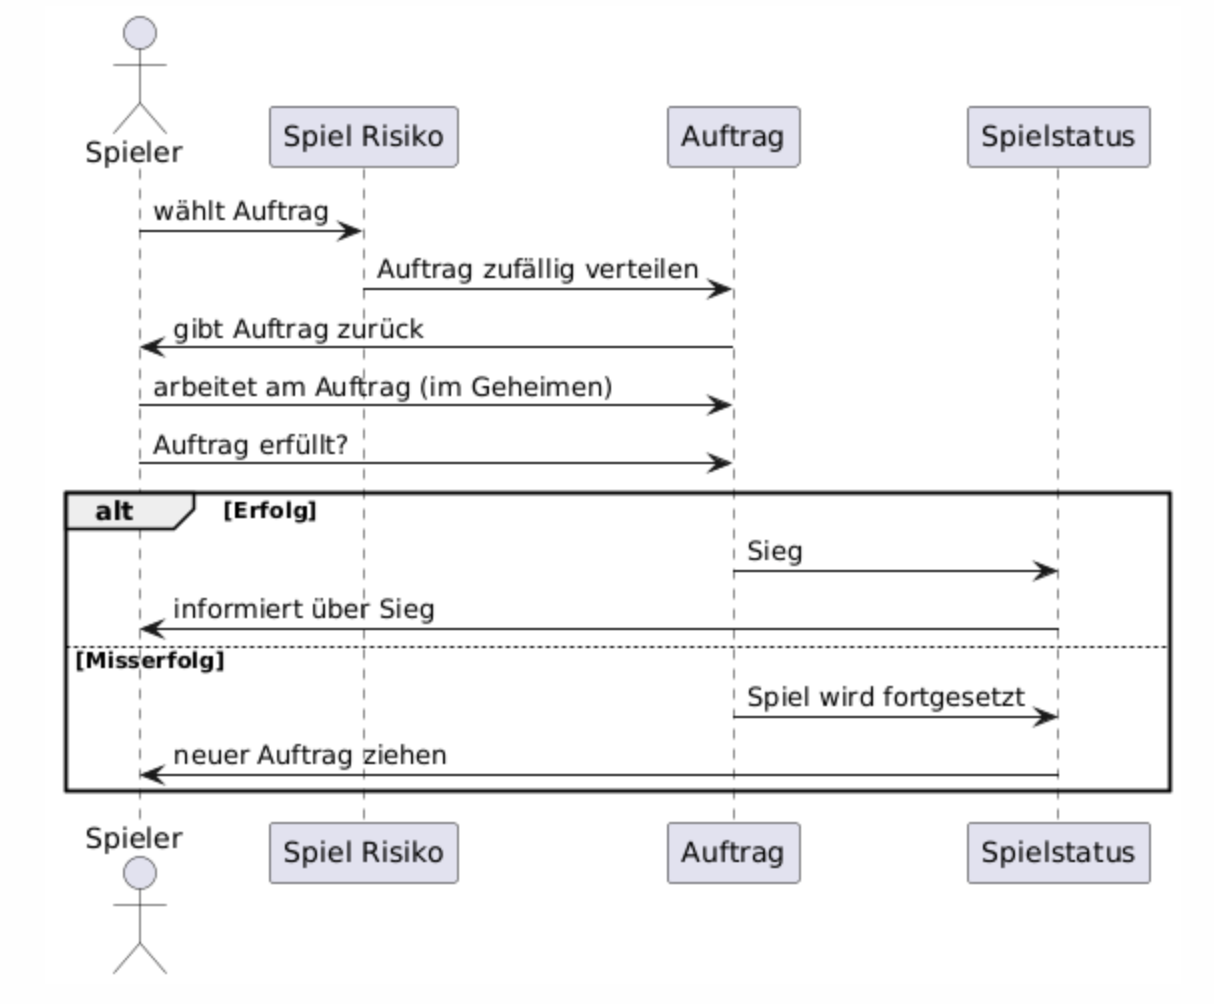 Spieler
Spiel Risiko
Auftrag
Spielstatus
wählt Auftrag
Auftrag zufällig verteilen
gibt Auftrag zurück
arbeitet am Auftrag (im Geheimen)
Auftrag erfüllt?
alt [Erfolg]
Sieg
informiert über Sieg
[Misserfolg]
Spiel wird fortgesetzt
neuer Auftrag ziehen
Spieler
Spiel Risiko
Auftrag
Spielstatus